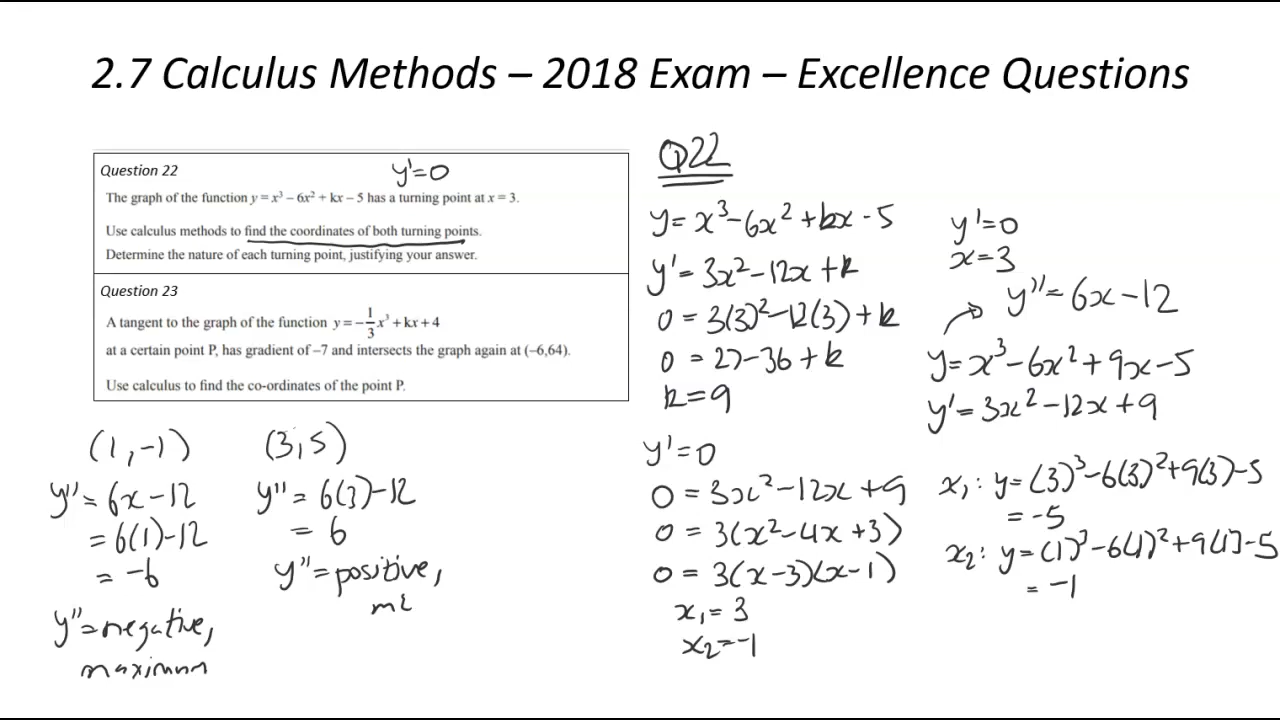 2.7 Calculus Methods – 2018 Exam – Excellence Questions
Question 22
y'=0
The graph of the function y = x³ – 6x² + kx – 5 has a turning point at x = 3.
Use calculus methods to find the coordinates of both turning points.
Determine the nature of each turning point, justifying your answer.
Question 23
A tangent to the graph of the function y = –1/3x³ + kx + 4
at a certain point P, has gradient of –7 and intersects the graph again at (–6,64).
Use calculus to find the co-ordinates of the point P.
(1,-1)
y''= 6x-12
= 6(1)-12
= -6
y''=negative,
maximum
(3,5)
y''= 6(3)-12
= 6
y''=positive,
mi
Q22
y=x³-6x²+kx-5
y'=3x²-12x+k
0=3(3)²-12(3)+k
0=27-36+k
k=9
y'=0
0=3x²-12x+9
0=3(x²-4x+3)
0=3(x-3)(x-1)
x₁=3
x₂=-1
y'=0
x=3
y''=6x-12
y=x³-6x²+9x-5
y'=3x²-12x+9
x₁: y=(3)³-6(3)²+9(3)-5
= -5
x₂: y=(1)³-6(1)²+9(1)-5
= -1